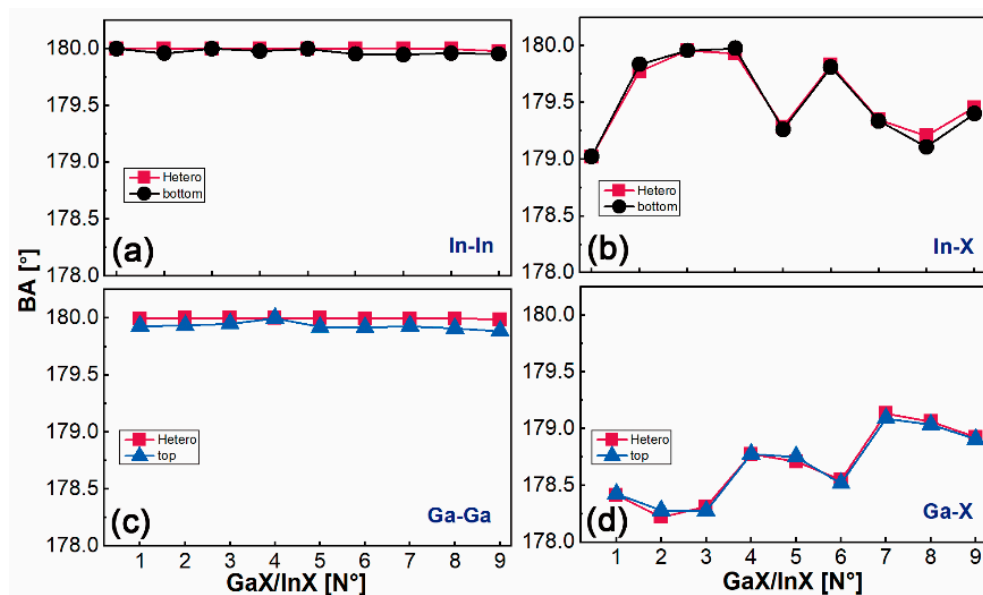 BA [°]
180.0
179.5
179.0
178.5
178.0
Hetero
bottom
(a)
In-In
180.0
179.5
179.0
178.5
178.0
Hetero
bottom
(b)
In-X
180.0
179.5
179.0
178.5
178.0
Hetero
top
(c)
Ga-Ga
1 2 3 4 5 6 7 8 9
GaX/InX [N°]
180.0
179.5
179.0
178.5
178.0
Hetero
top
(d)
Ga-X
1 2 3 4 5 6 7 8 9
GaX/InX [N°]